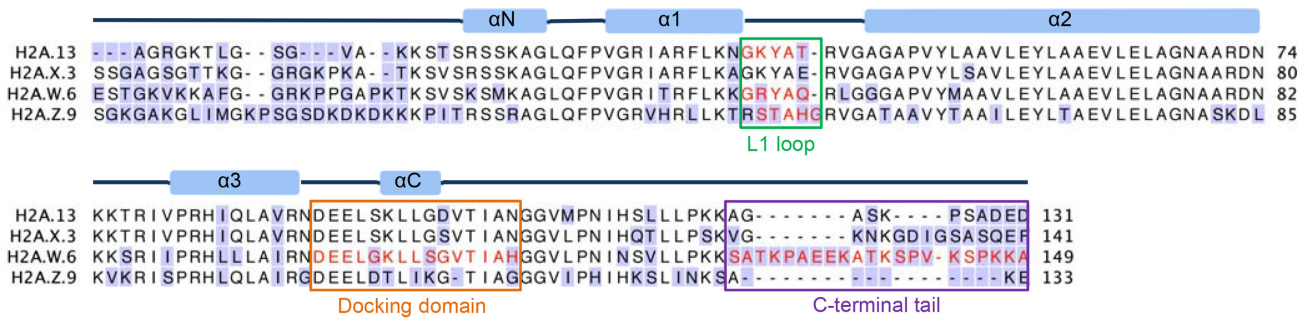 αN α1 α2
H2A.13 ---AGRGKTLG--SG---VA--KKSTSRSSKAGLQFPVGRIARFLKNGKYAT-RVGAGAPVYLAAVLEYLAAEVLELAGNAARDN 74
H2A.X.3 SSGAGSGTTKG--GRGKPKA--TKSVSRSSKAGLQFPVGRIARFLKAGKYAE-RVGAGAPVYLSAVLEYLAAEVLELAGNAARDN 80
H2A.W.6 ESTGKVKKAFG--GRKPPGAPKTKSVSKSMKAGLQFPVGRITRFLKKGRYAQ-RLGGGAPVYMAAVLEYLAAEVLELAGNAARDN 82
H2A.Z.9 SGKGAKGLIMGKPSGSDKDKDKKKPITRSSRAGLQFPVGRVHRLLKTRSTAHGRVGATAAVYTAAILEYLTAEVLELAGNASKDL 85
L1 loop
α3 αC
H2A.13 KKTRIVPRHIQLAVRNDEELSKLLGDVTIANGGVMPNIHSLLLPKKAG-------ASK----PSADED 131
H2A.X.3 KKTRIVPRHIQLAVRNDEELSKLLGSVTIANGGVLPNIHQTLLPSKVG-------KNKGDIGSASQEF 141
H2A.W.6 KKSRIIPRHLLLAIRNDEELGKLLSGVTIAHGGVLPNINSVLLPKKSATKPAEEKATKSPV-KSPKKA 149
H2A.Z.9 KVKRISPRHLQLAIRGDEELDTLIKG-TIAGGGVIPHIHKSLINKSA------------------KE 133
Docking domain C-terminal tail